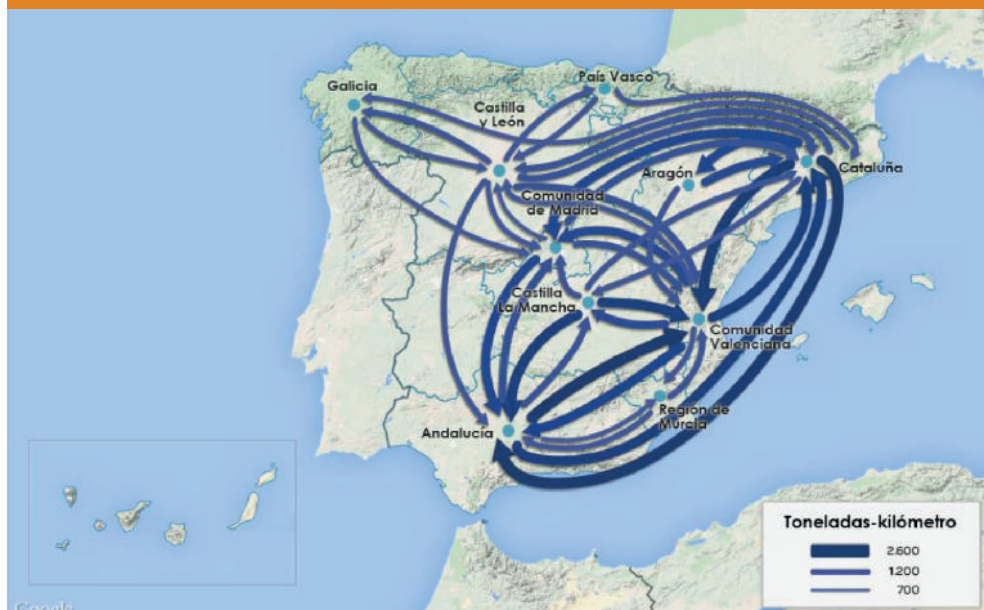 País Vasco
Galicia
Castilla
y León
Aragón
Cataluña
Comunidad
de Madrid
Castilla
La Mancha
Comunidad
Valenciana
Región de
Murcia
Andalucía
Toneladas-kilómetro
2.600
1.200
700
Google